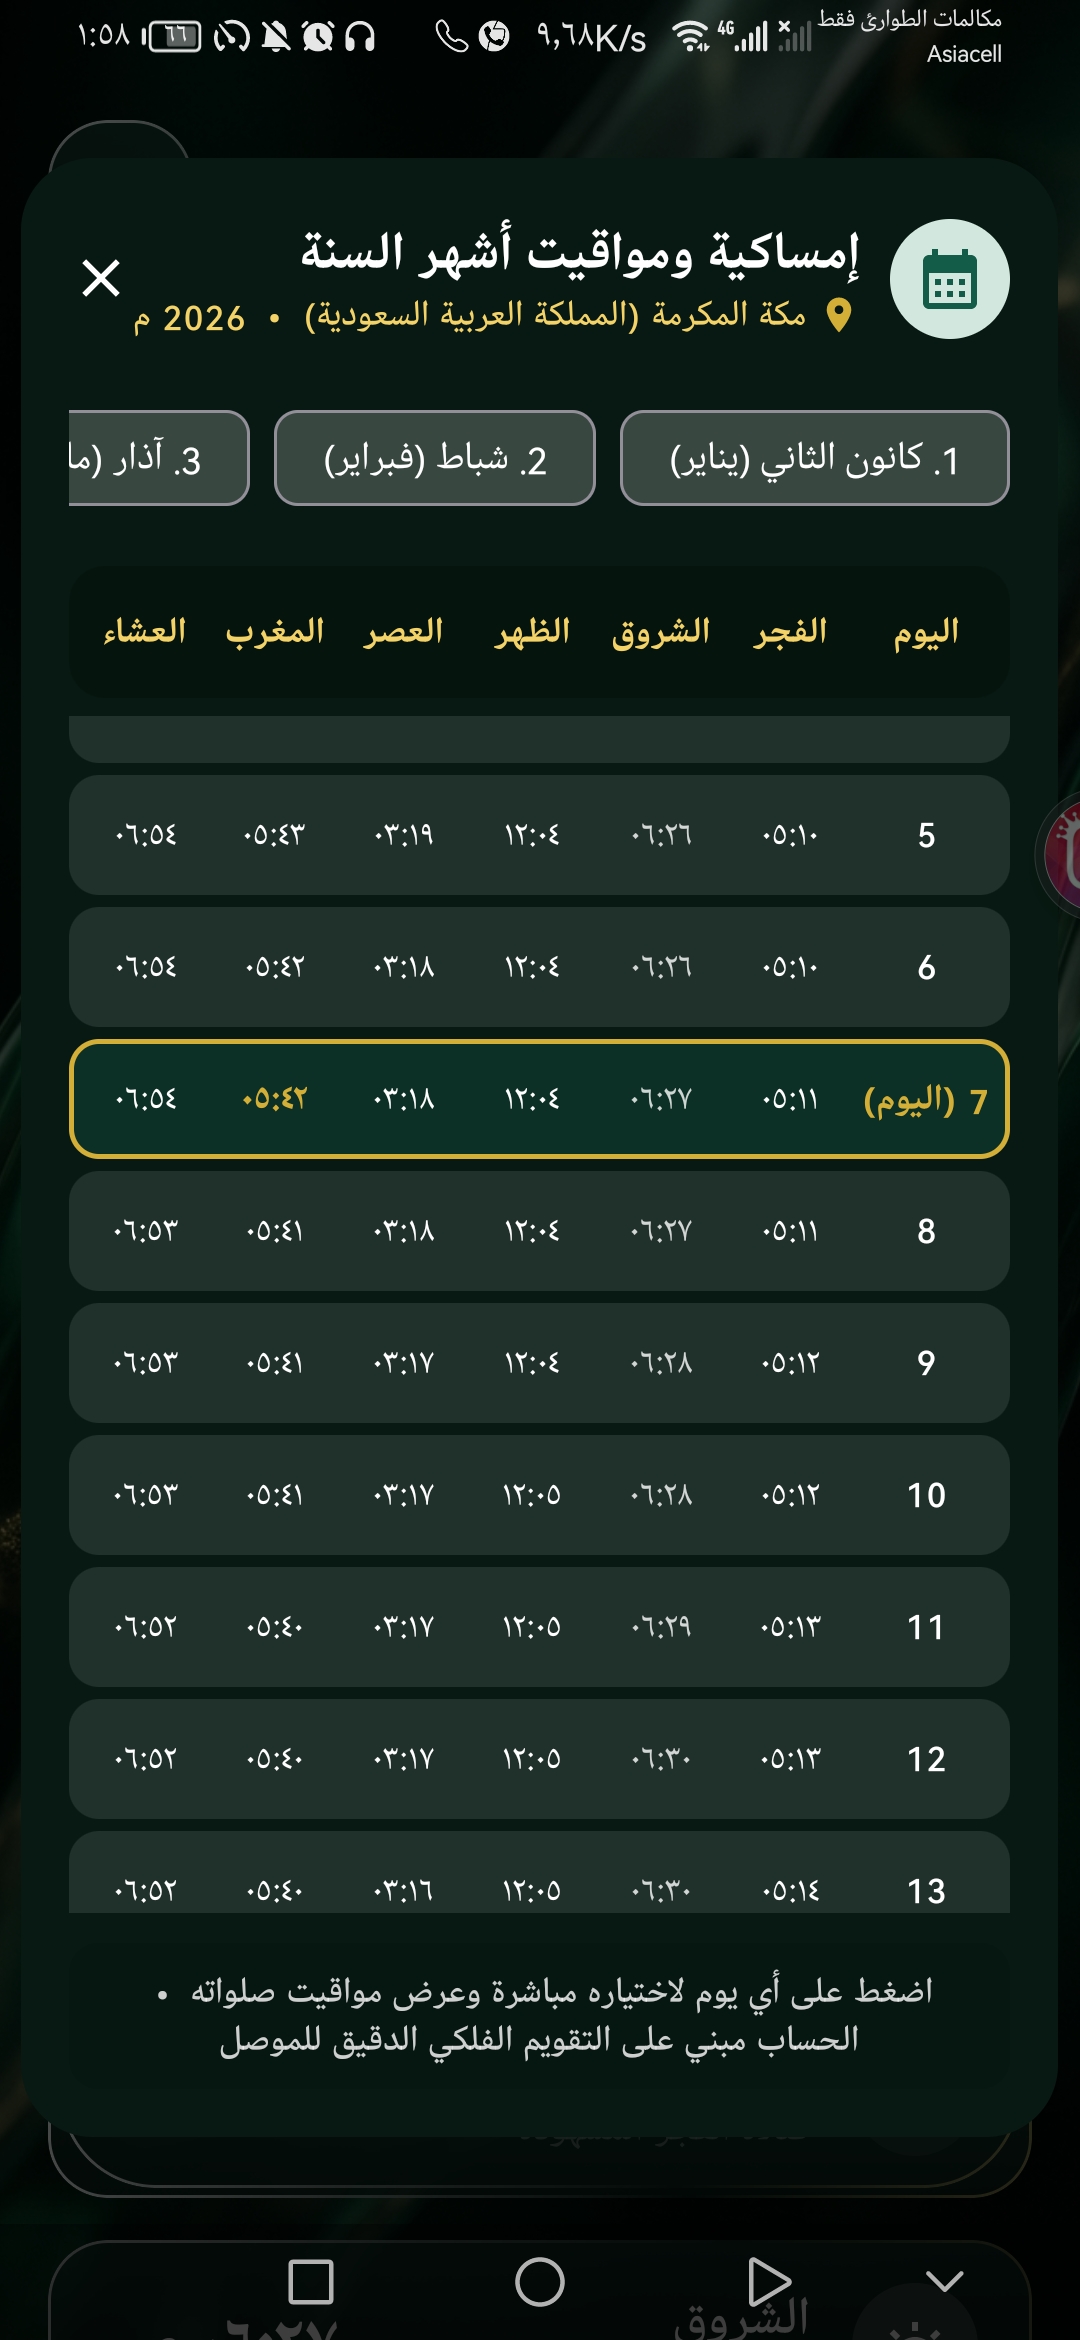 مكالمات الطوارئ فقط
Asiacell
4G
٩,٦٨K/s
٦٦
١:٥٨
إمساكية ومواقيت أشهر السنة
مكة المكرمة (المملكة العربية السعودية) • 2026 م
1. كانون الثاني (يناير)
2. شباط (فبراير)
3. آذار (ما
اليوم الفجر الشروق الظهر العصر المغرب العشاء
5 ٠٥:١٠ ٠٦:٢٦ ١٢:٠٤ ٠٣:١٩ ٠٥:٤٣ ٠٦:٥٤
6 ٠٥:١٠ ٠٦:٢٦ ١٢:٠٤ ٠٣:١٨ ٠٥:٤٢ ٠٦:٥٤
7 (اليوم) ٠٥:١١ ٠٦:٢٧ ١٢:٠٤ ٠٣:١٨ ٠٥:٤٢ ٠٦:٥٤
8 ٠٥:١١ ٠٦:٢٧ ١٢:٠٤ ٠٣:١٨ ٠٥:٤١ ٠٦:٥٣
9 ٠٥:١٢ ٠٦:٢٨ ١٢:٠٤ ٠٣:١٧ ٠٥:٤١ ٠٦:٥٣
10 ٠٥:١٢ ٠٦:٢٨ ١٢:٠٥ ٠٣:١٧ ٠٥:٤١ ٠٦:٥٣
11 ٠٥:١٣ ٠٦:٢٩ ١٢:٠٥ ٠٣:١٧ ٠٥:٤٠ ٠٦:٥٢
12 ٠٥:١٣ ٠٦:٣٠ ١٢:٠٥ ٠٣:١٧ ٠٥:٤٠ ٠٦:٥٢
13 ٠٥:١٤ ٠٦:٣٠ ١٢:٠٥ ٠٣:١٦ ٠٥:٤٠ ٠٦:٥٢
اضغط على أي يوم لاختياره مباشرة وعرض مواقيت صلواته •
الحساب مبني على التقويم الفلكي الدقيق للموصل
الشروق